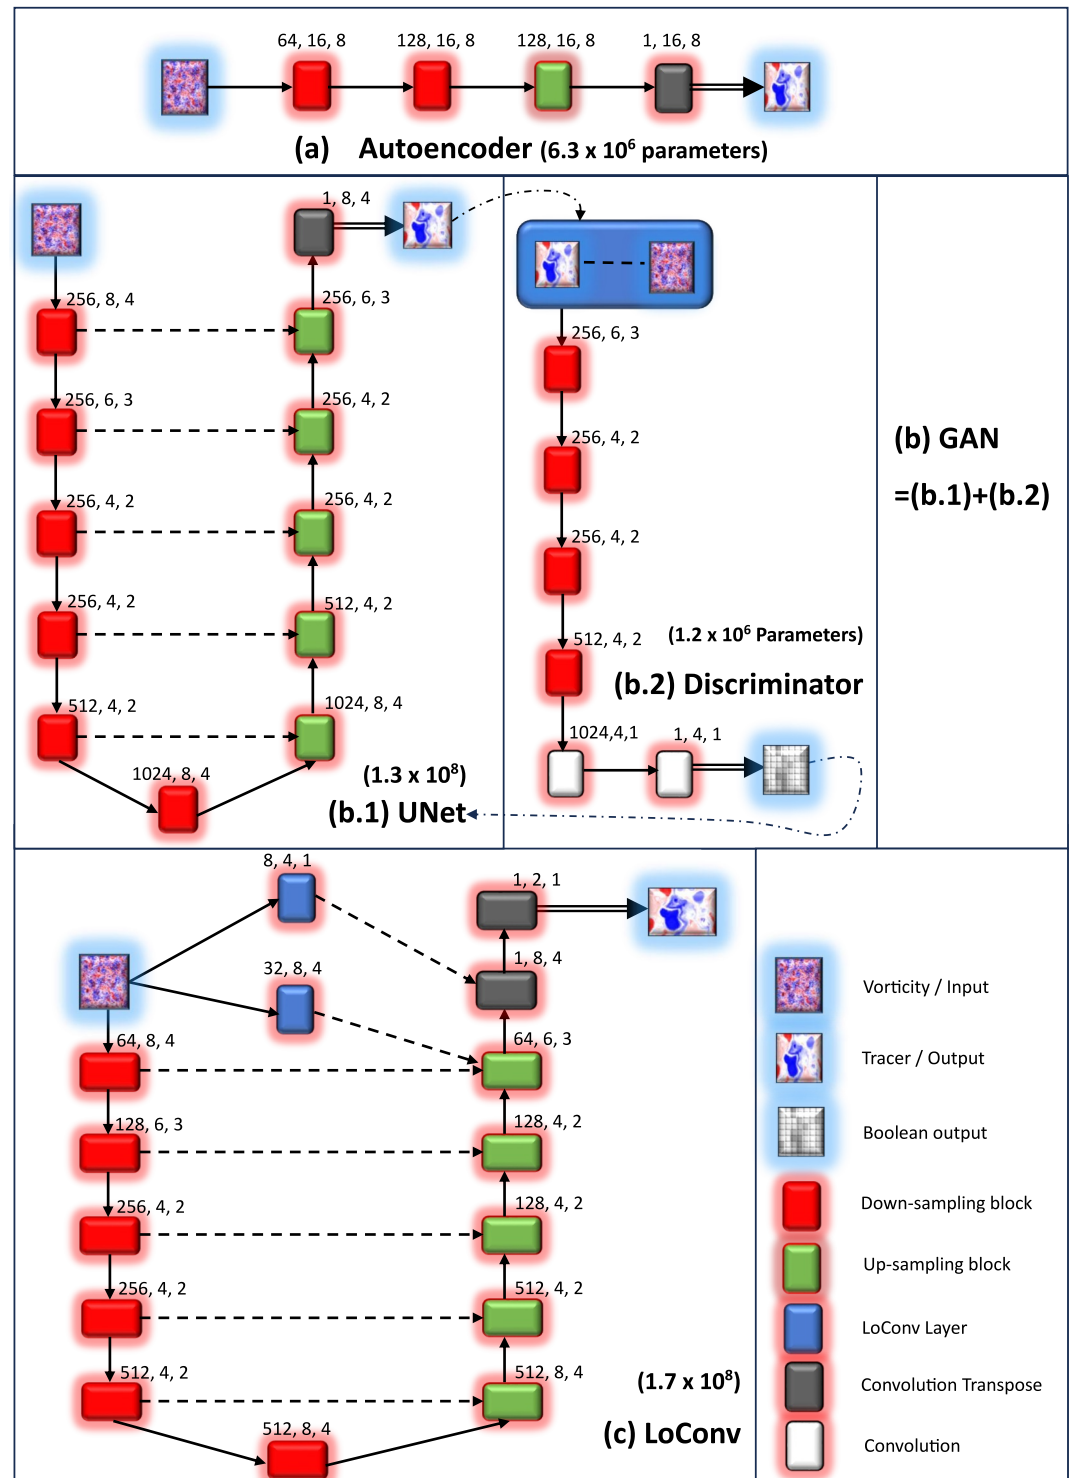 64, 16, 8
128, 16, 8
128, 16, 8
1, 16, 8
(a) Autoencoder (6.3 x 10⁶ parameters)
1, 8, 4
256, 8, 4
256, 6, 3
256, 6, 3
256, 4, 2
256, 4, 2
256, 4, 2
256, 4, 2
512, 4, 2
512, 4, 2
1024, 8, 4
1024, 8, 4
(1.3 x 10⁸)
(b.1) UNet
256, 6, 3
256, 4, 2
256, 4, 2
512, 4, 2
(1.2 x 10⁶ Parameters)
(b.2) Discriminator
1024,4,1
1, 4, 1
(b) GAN
=(b.1)+(b.2)
8, 4, 1
1, 2, 1
32, 8, 4
1, 8, 4
64, 8, 4
64, 6, 3
128, 6, 3
128, 4, 2
256, 4, 2
128, 4, 2
256, 4, 2
512, 4, 2
512, 4, 2
512, 8, 4
512, 8, 4
(1.7 x 10⁸)
(c) LoConv
Vorticity / Input
Tracer / Output
Boolean output
Down-sampling block
Up-sampling block
LoConv Layer
Convolution Transpose
Convolution